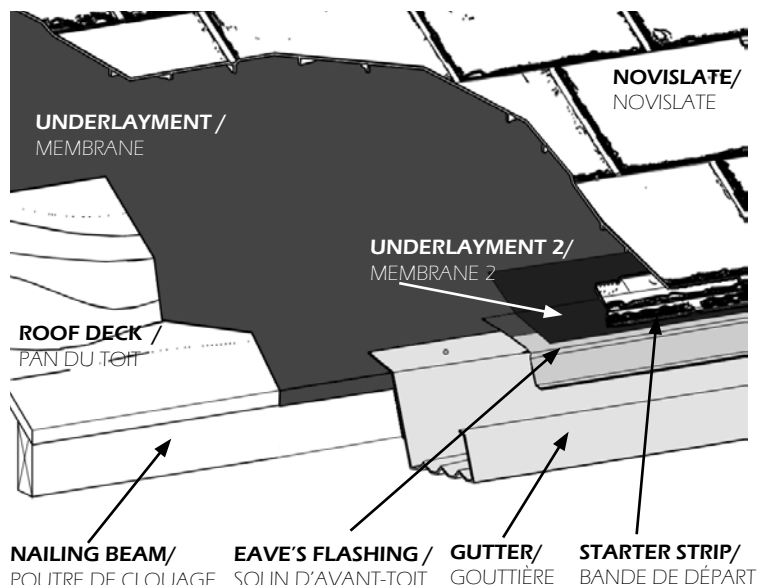 NOVISLATE/
NOVISLATE
UNDERLAYMENT /
MEMBRANE
UNDERLAYMENT 2/
MEMBRANE 2
ROOF DECK /
PAN DU TOIT
NAILING BEAM/
POUTRE DE CLOUAGE
EAVE'S FLASHING /
SOLIN D'AVANT-TOIT
GUTTER/
GOUTTIÈRE
STARTER STRIP/
BANDE DE DÉPART